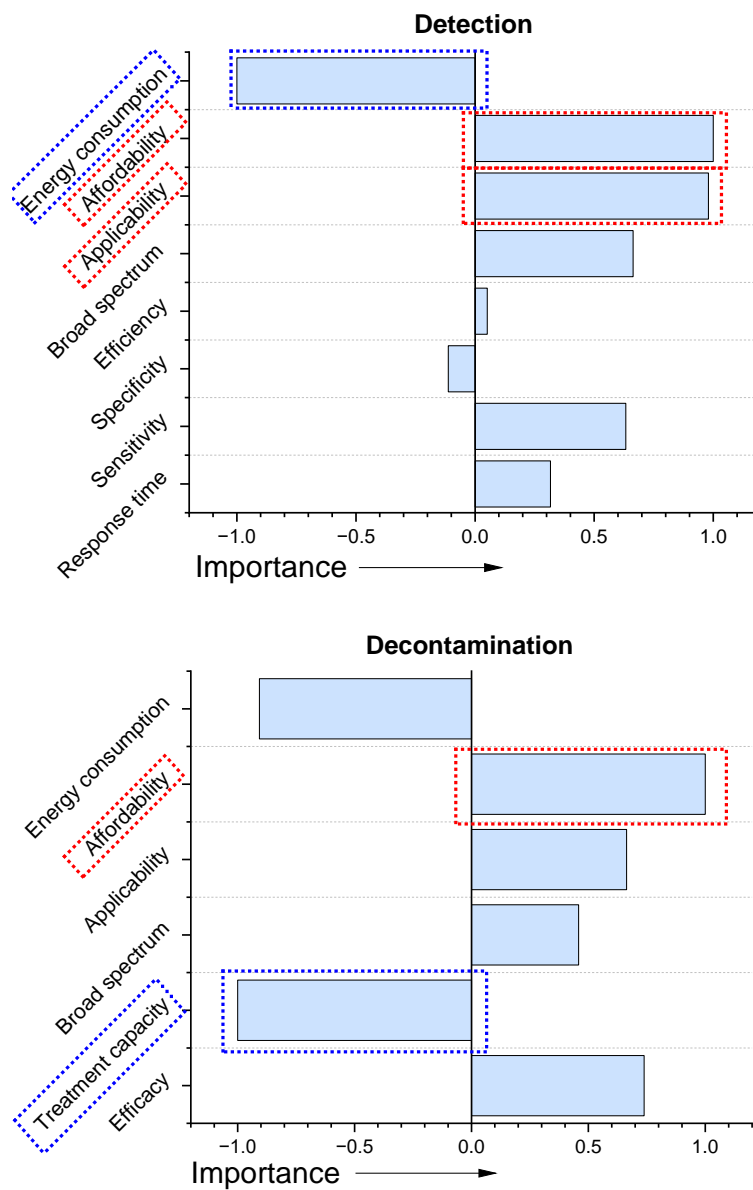 Detection
Energy consumption
Affordability
Applicability
Broad spectrum
Efficiency
Specificity
Sensitivity
Response time
−1.0 −0.5 0.0 0.5 1.0
Importance
Decontamination
Energy consumption
Affordability
Applicability
Broad spectrum
Treatment capacity
Efficacy
−1.0 −0.5 0.0 0.5 1.0
Importance